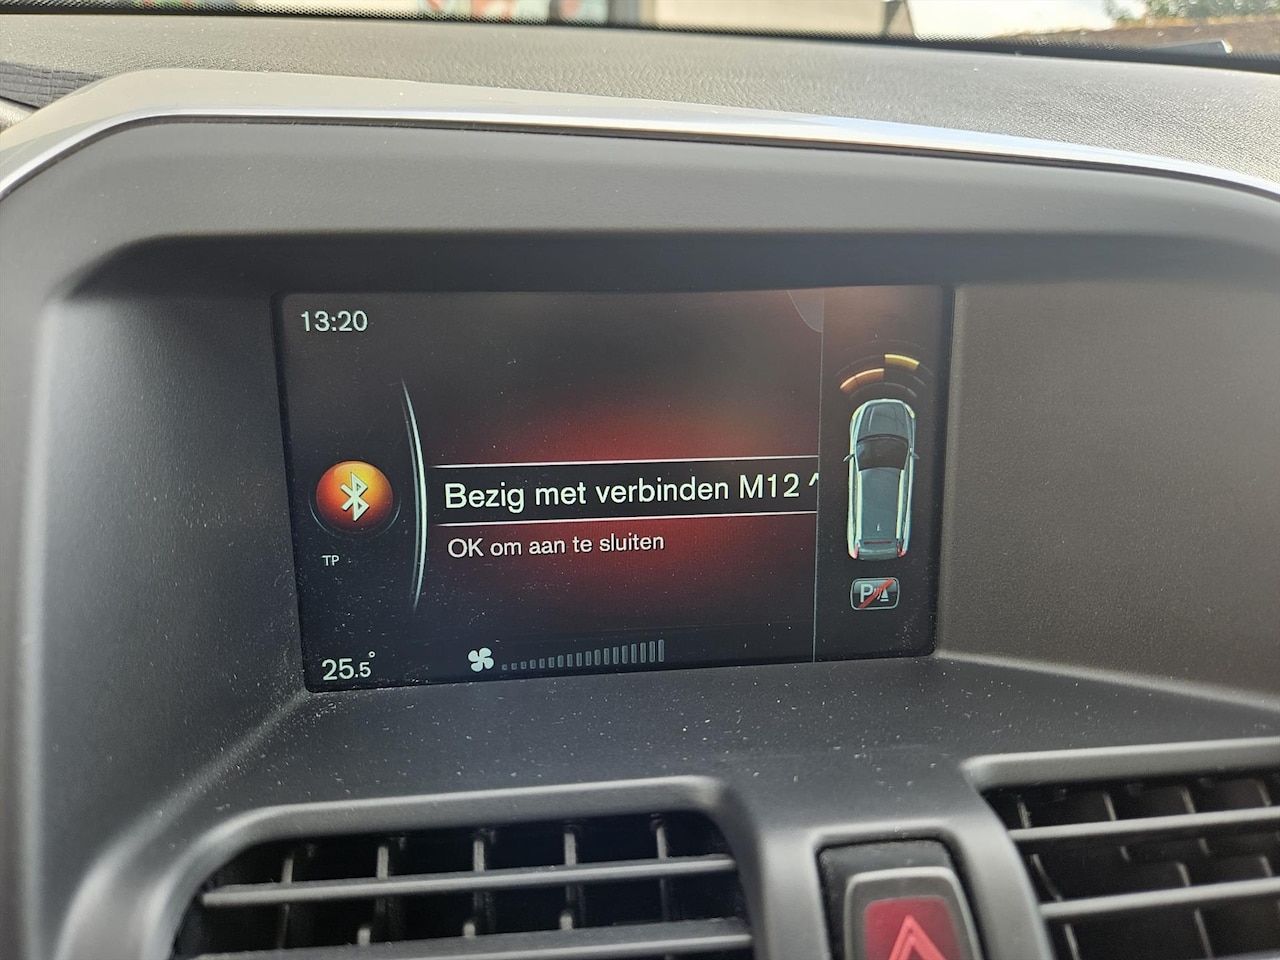 13:20
Bezig met verbinden M12
OK om aan te sluiten
TP
P
25.5°